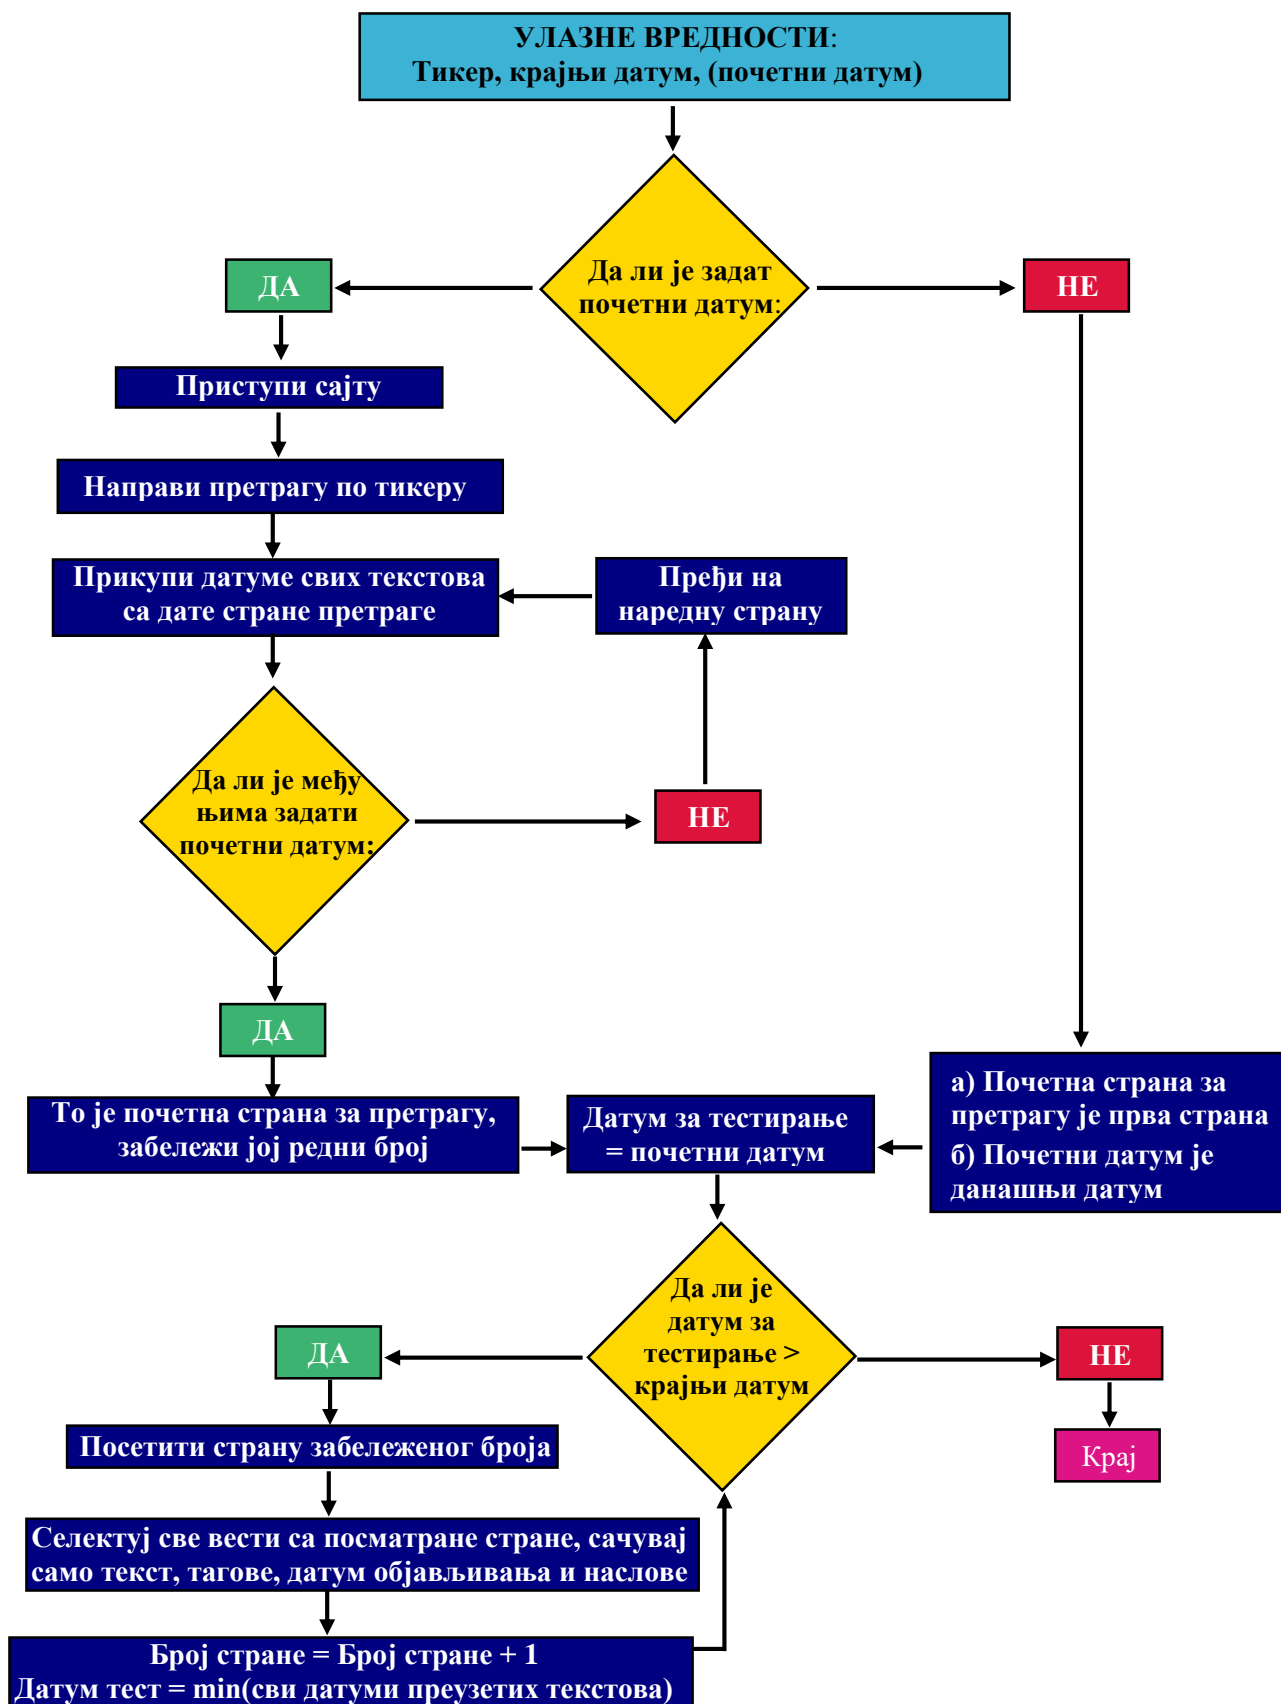 УЛАЗНЕ ВРЕДНОСТИ:
Тикер, крајњи датум, (почетни датум)
Да ли је задат
почетни датум:
ДА
НЕ
Приступи сајту
Направи претрагу по тикеру
Прикупи датуме свих текстова
са дате стране претраге
Пређи на
наредну страну
Да ли је међу
њима задати
почетни датум:
НЕ
ДА
То је почетна страна за претрагу,
забележи јој редни број
Датум за тестирање
= почетни датум
а) Почетна страна за
претрагу је прва страна
б) Почетни датум је
данашњи датум
Да ли је
датум за
тестирање >
крајњи датум
ДА
НЕ
Посетити страну забележеног броја
Крај
Селектуј све вести са посматране стране, сачувај
само текст, тагове, датум објављивања и наслове
Број стране = Број стране + 1
Датум тест = min(сви датуми преузетих текстова)